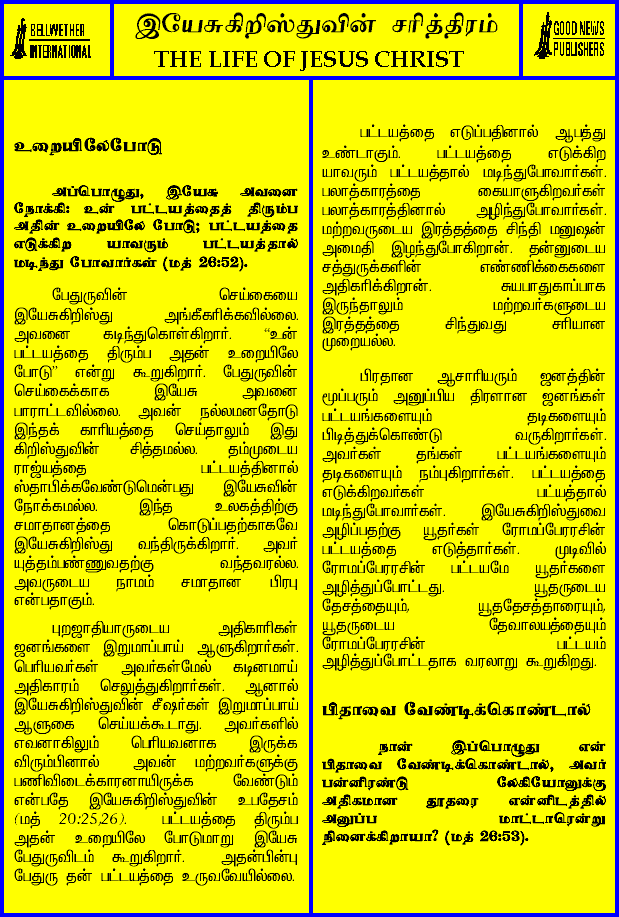 BELLWETHER
INTERNATIONAL
இயேசுகிறிஸ்துவின் சரித்திரம்
THE LIFE OF JESUS CHRIST
GOOD NEWS
PUBLISHERS
உறையிலேபோடு
அப்பொழுது, இயேசு அவனை
நோக்கி: உன் பட்டயத்தைத் திரும்ப
அதின் உறையிலே போடு; பட்டயத்தை
எடுக்கிற யாவரும் பட்டயத்தால்
மடிந்து போவார்கள் (மத் 26:52).
பேதுருவின் செய்கையை
இயேசுகிறிஸ்து அங்கீகரிக்கவில்லை.
அவனை கடிந்துகொள்கிறார். “உன்
பட்டயத்தை திரும்ப அதன் உறையிலே
போடு” என்று கூறுகிறார். பேதுருவின்
செய்கைக்காக இயேசு அவனை
பாராட்டவில்லை. அவன் நல்லமனதோடு
இந்தக் காரியத்தை செய்தாலும் இது
கிறிஸ்துவின் சித்தமல்ல. தம்முடைய
ராஜ்யத்தை பட்டயத்தினால்
ஸ்தாபிக்கவேண்டுமென்பது இயேசுவின்
நோக்கமல்ல. இந்த உலகத்திற்கு
சமாதானத்தை கொடுப்பதற்காகவே
இயேசுகிறிஸ்து வந்திருக்கிறார். அவர்
யுத்தம்பண்ணுவதற்கு வந்தவரல்ல.
அவருடைய நாமம் சமாதான பிரபு
என்பதாகும்.
புறஜாதியாருடைய அதிகாரிகள்
ஜனங்களை இறுமாப்பாய் ஆளுகிறார்கள்.
பெரியவர்கள் அவர்கள்மேல் கடினமாய்
அதிகாரம் செலுத்துகிறார்கள். ஆனால்
இயேசுகிறிஸ்துவின் சீஷர்கள் இறுமாப்பாய்
ஆளுகை செய்யக்கூடாது. அவர்களில்
எவனாகிலும் பெரியவனாக இருக்க
விரும்பினால் அவன் மற்றவர்களுக்கு
பணிவிடைக்காரனாயிருக்க வேண்டும்
என்பதே இயேசுகிறிஸ்துவின் உபதேசம்
(மத் 20:25,26). பட்டயத்தை திரும்ப
அதன் உறையிலே போடுமாறு இயேசு
பேதுருவிடம் கூறுகிறார். அதன்பின்பு
பேதுரு தன் பட்டயத்தை உருவவேயில்லை.
பட்டயத்தை எடுப்பதினால் ஆபத்து
உண்டாகும். பட்டயத்தை எடுக்கிற
யாவரும் பட்டயத்தால் மடிந்துபோவார்கள்.
பலாத்காரத்தை கையாளுகிறவர்கள்
பலாத்காரத்தினால் அழிந்துபோவார்கள்.
மற்றவருடைய இரத்தத்தை சிந்தி மனுஷன்
அமைதி இழந்துபோகிறான். தன்னுடைய
சத்துருக்களின் எண்ணிக்கைகளை
அதிகரிக்கிறான். சுயபாதுகாப்பாக
இருந்தாலும் மற்றவர்களுடைய
இரத்தத்தை சிந்துவது சரியான
முறையல்ல.
பிரதான ஆசாரியரும் ஜனத்தின்
மூப்பரும் அனுப்பிய திரளான ஜனங்கள்
பட்டயங்களையும் தடிகளையும்
பிடித்துக்கொண்டு வருகிறார்கள்.
அவர்கள் தங்கள் பட்டயங்களையும்
தடிகளையும் நம்புகிறார்கள். பட்டயத்தை
எடுக்கிறவர்கள் பட்யத்தால்
மடிந்துபோவார்கள். இயேசுகிறிஸ்துவை
அழிப்பதற்கு யூதர்கள் ரோமப்பேரரசின்
பட்டயத்தை எடுத்தார்கள். முடிவில்
ரோமப்பேரரசின் பட்டயமே யூதர்களை
அழித்துப்போட்டது. யூதருடைய
தேசத்தையும், யூததேசத்தாரையும்,
யூதருடைய தேவாலயத்தையும்
ரோமப்பேரரசின் பட்டயம்
அழித்துப்போட்டதாக வரலாறு கூறுகிறது.
பிதாவை வேண்டிக்கொண்டால்
நான் இப்பொழுது என்
பிதாவை வேண்டிக்கொண்டால், அவர்
பன்னிரண்டு லேகியோனுக்கு
அதிகமான தூதரை என்னிடத்தில்
அனுப்ப மாட்டாரென்று
நினைக்கிறாயா? (மத் 26:53).